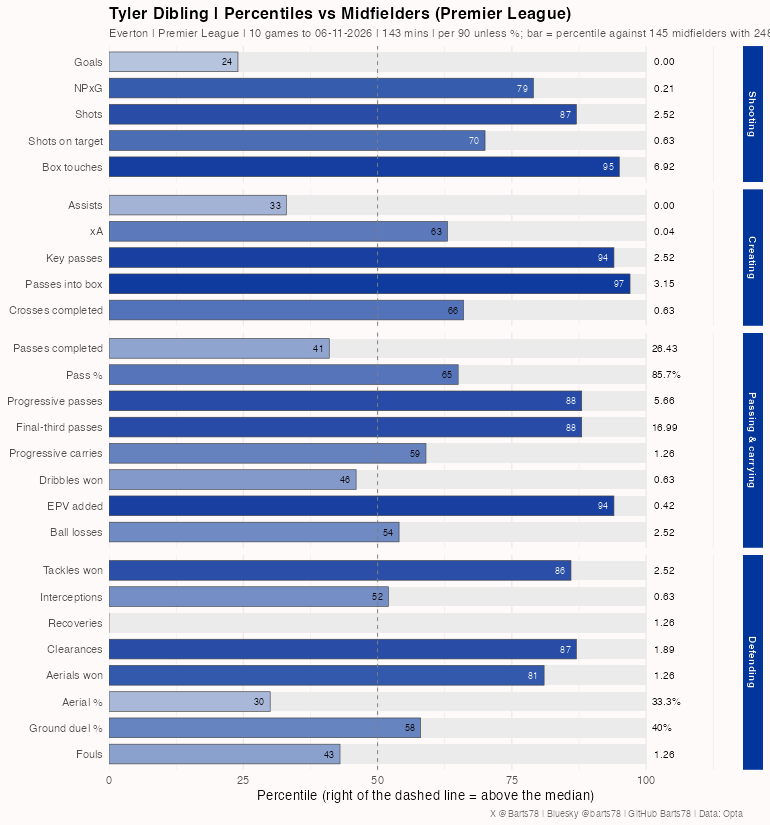 Tyler Dibling | Percentiles vs Midfielders (Premier League)
Everton | Premier League | 10 games to 06-11-2026 | 143 mins | per 90 unless %; bar = percentile against 145 midfielders with 248
Goals 24 0.00
NPxG 79 0.21
Shots 87 2.52
Shots on target 70 0.63
Box touches 95 6.92
Shooting
Assists 33 0.00
xA 63 0.04
Key passes 94 2.52
Passes into box 97 3.15
Crosses completed 66 0.63
Creating
Passes completed 41 26.43
Pass % 65 85.7%
Progressive passes 88 5.66
Final-third passes 88 16.99
Progressive carries 59 1.26
Dribbles won 46 0.63
EPV added 94 0.42
Ball losses 54 2.52
Passing & carrying
Tackles won 86 2.52
Interceptions 52 0.63
Recoveries 1.26
Clearances 87 1.89
Aerials won 81 1.26
Aerial % 30 33.3%
Ground duel % 58 40%
Fouls 43 1.26
Defending
0 25 50 75 100
Percentile (right of the dashed line = above the median)
X @Barts78 | Bluesky @barts78 | GitHub Barts78 | Data: Opta